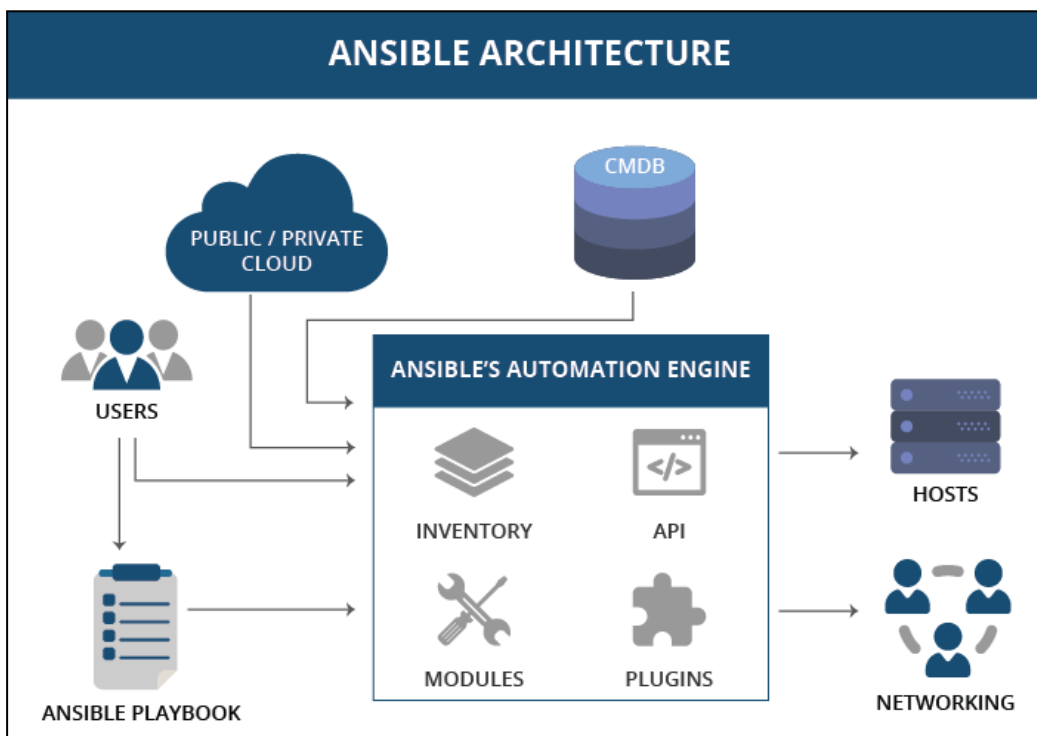 ANSIBLE ARCHITECTURE
CMDB
PUBLIC / PRIVATE
CLOUD
USERS
ANSIBLE'S AUTOMATION ENGINE
INVENTORY
API
HOSTS
MODULES
PLUGINS
ANSIBLE PLAYBOOK
NETWORKING